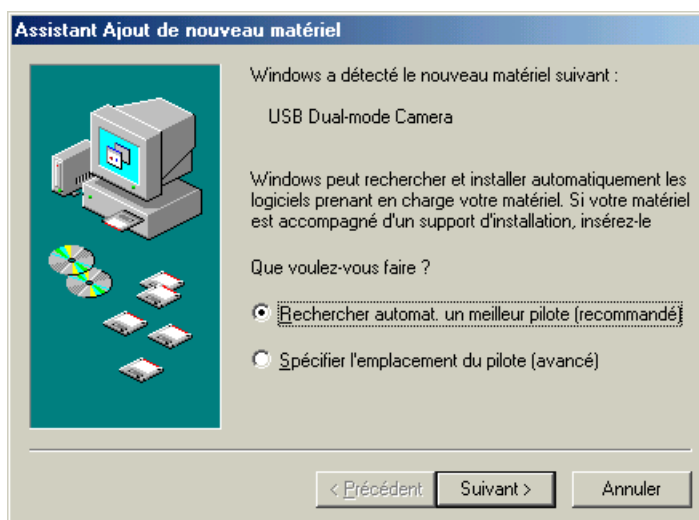 Assistant Ajout de nouveau matériel
Windows a détecté le nouveau matériel suivant :
USB Dual-mode Camera
Windows peut rechercher et installer automatiquement les
logiciels prenant en charge votre matériel. Si votre matériel
est accompagné d'un support d'installation, insérez-le
Que voulez-vous faire ?
Rechercher automat. un meilleur pilote (recommandé)
Spécifier l'emplacement du pilote (avancé)
< Précédent Suivant > Annuler